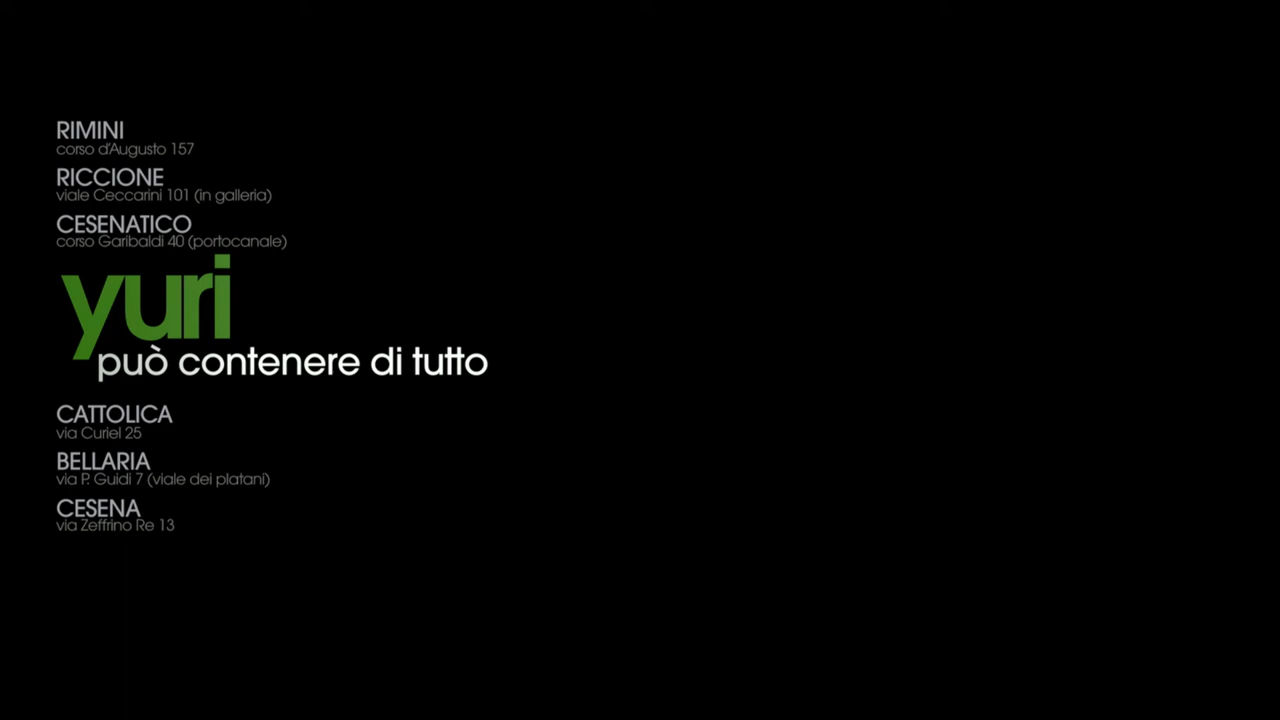 RIMINI
corso d'Augusto 157
RICCIONE
viale Ceccarini 101 (in galleria)
CESENATICO
corso Garibaldi 40 (portocanale)
yuri
può contenere di tutto
CATTOLICA
via Curiel 25
BELLARIA
via P. Guidi 7 (viale dei platani)
CESENA
via Zeffrino Re 13